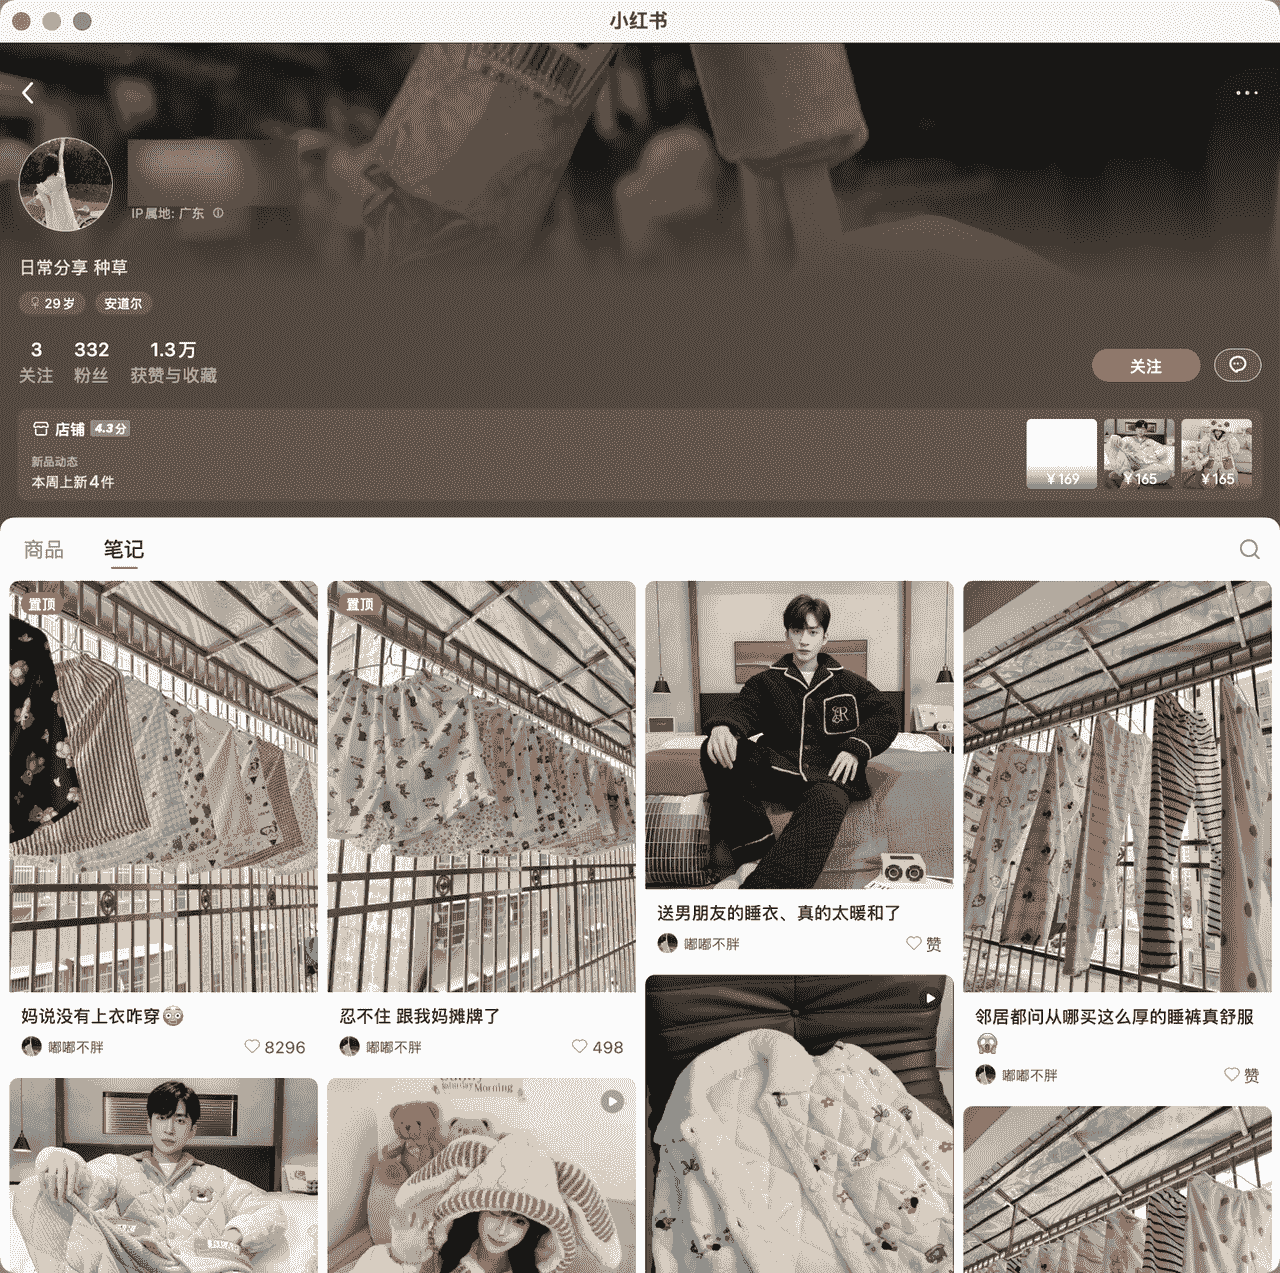 小红书
IP属地: 广东
日常分享 种草
29岁
安道尔
3
332
1.3万
关注
粉丝
获赞与收藏
关注
店铺
4.3分
新品动态
本周上新4件
¥169
¥165
¥165
商品
笔记
置顶
妈说没有上衣咋穿😳
嘟嘟不胖
8296
置顶
忍不住 跟我妈摊牌了
嘟嘟不胖
498
送男朋友的睡衣、真的太暖和了
嘟嘟不胖
赞
邻居都问从哪买这么厚的睡裤真舒服
😱
嘟嘟不胖
赞
Morning